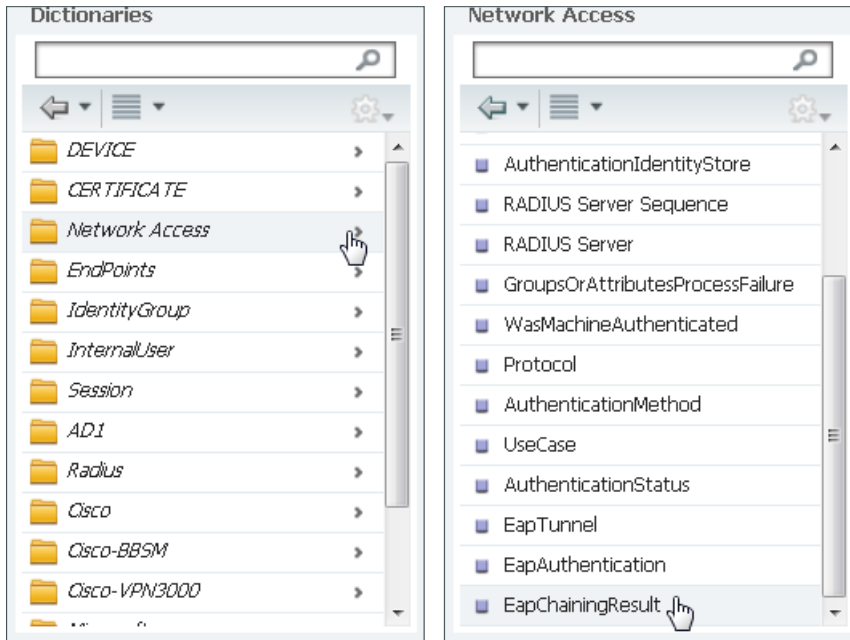 Dictionaries
DEVICE
CERTIFICATE
Network Access
EndPoints
IdentityGroup
InternalUser
Session
AD1
Radius
Cisco
Cisco-BBSM
Cisco-VPN3000
Network Access
AuthenticationIdentityStore
RADIUS Server Sequence
RADIUS Server
GroupsOrAttributesProcessFailure
WasMachineAuthenticated
Protocol
AuthenticationMethod
UseCase
AuthenticationStatus
EapTunnel
EapAuthentication
EapChainingResult